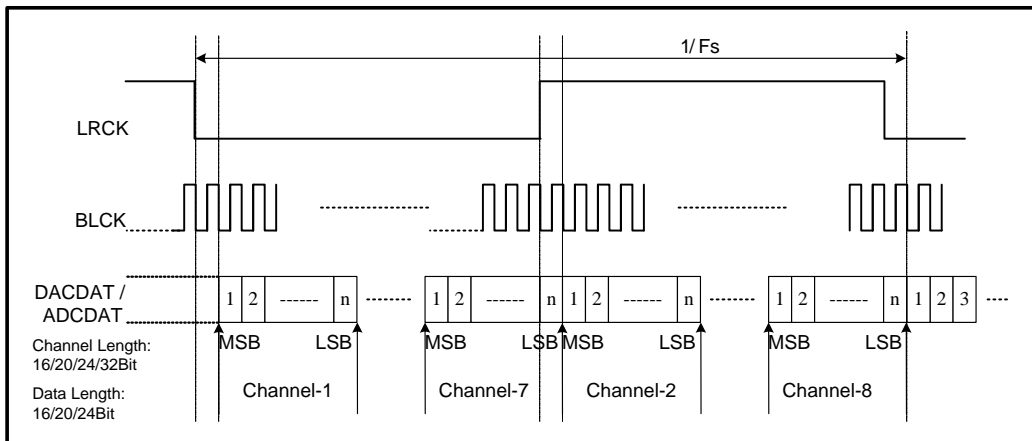 1/ Fs
LRCK
BLCK
DACDAT /
ADCDAT
1 2 ------ n 1 2 ------ n 1 2 ------ n 1 2 ------ n 1 2 3
MSB LSB MSB LSB MSB LSB MSB LSB
Channel Length:
16/20/24/32Bit
Data Length:
16/20/24Bit
Channel-1 Channel-7 Channel-2 Channel-8